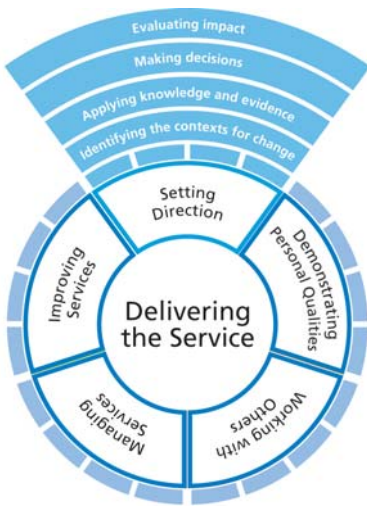 Evaluating impact
Making decisions
Applying knowledge and evidence
Identifying the contexts for change
Setting
Direction
Demonstrating
Personal Qualities
Working with
Others
Managing
Services
Improving
Services
Delivering
the Service